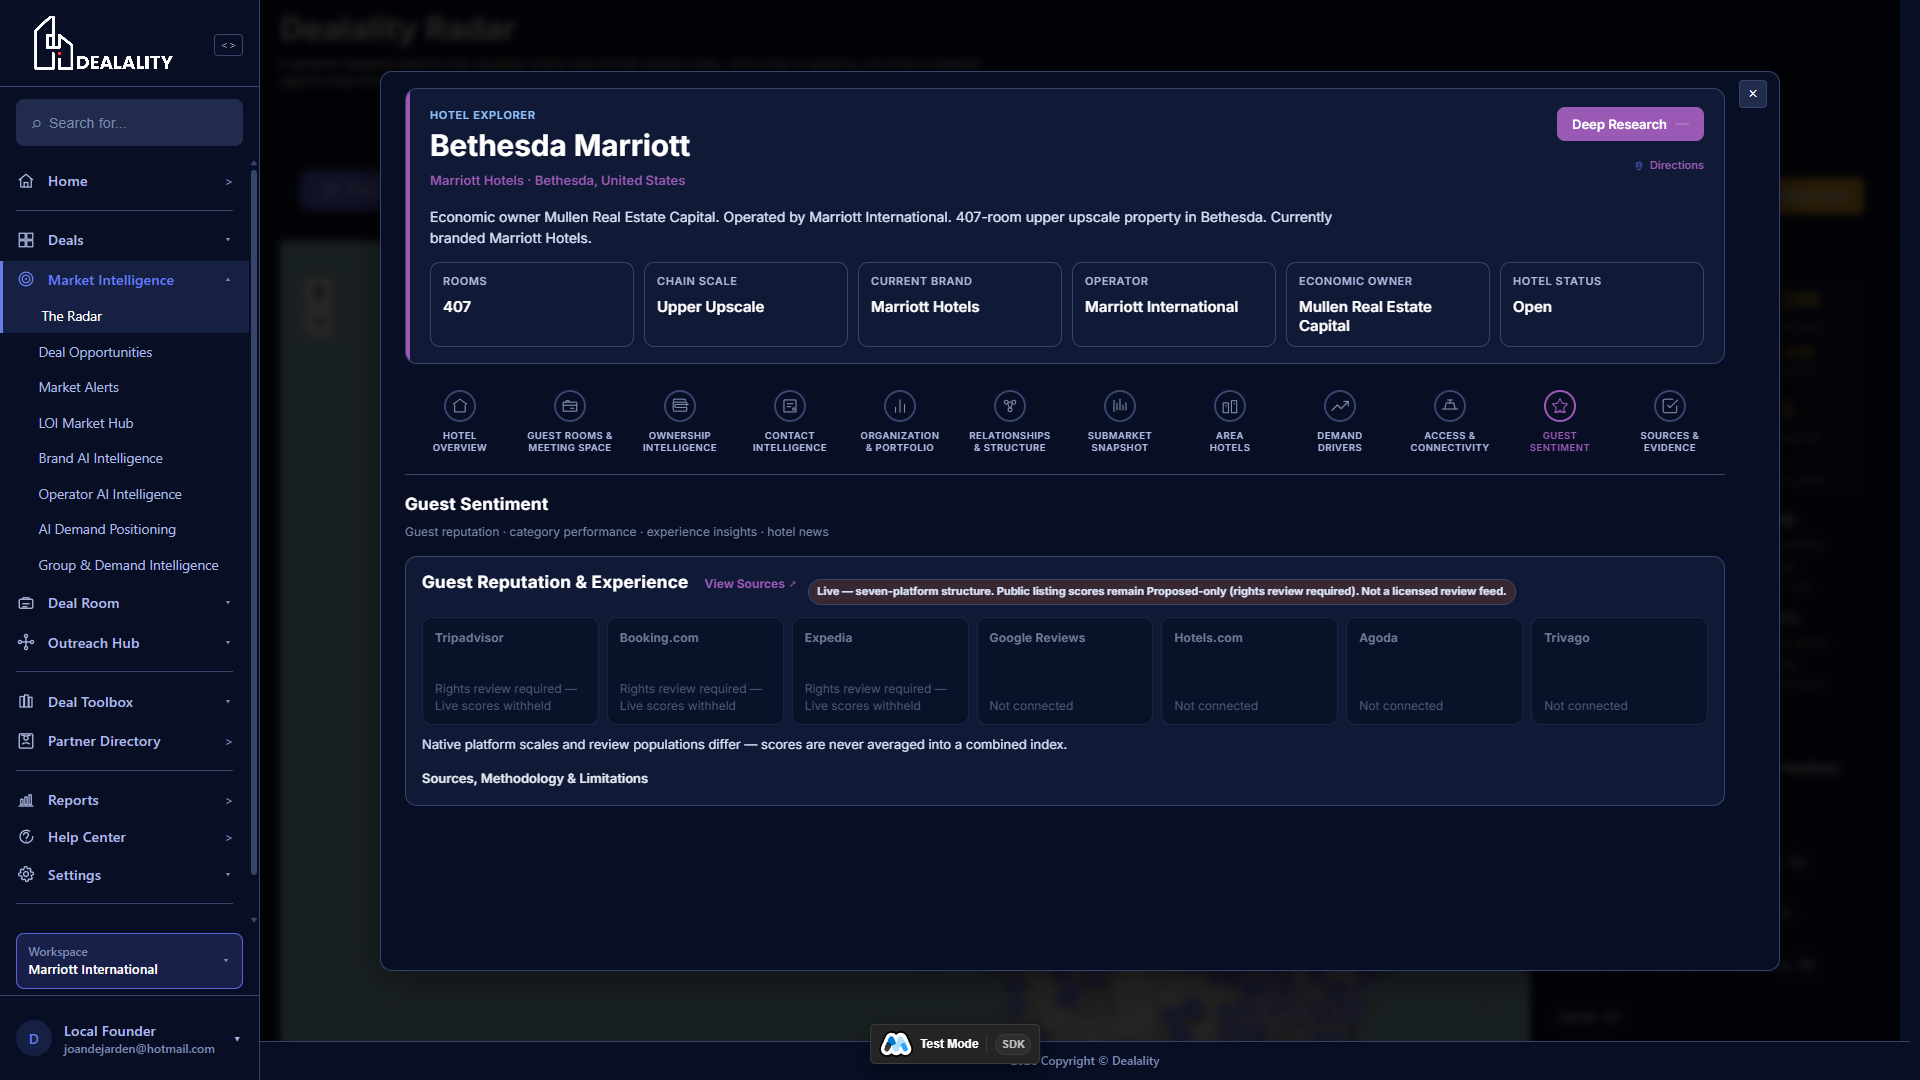 DEALALITY
<>
Search for...
Home
Deals
Market Intelligence
The Radar
Deal Opportunities
Market Alerts
LOI Market Hub
Brand AI Intelligence
Operator AI Intelligence
AI Demand Positioning
Group & Demand Intelligence
Deal Room
Outreach Hub
Deal Toolbox
Partner Directory
Reports
Help Center
Settings
Workspace
Marriott International
D
Local Founder
joandejarden@hotmail.com
Dealality Radar
HOTEL EXPLORER
Bethesda Marriott
Marriott Hotels · Bethesda, United States
Deep Research
Directions
Economic owner Mullen Real Estate Capital. Operated by Marriott International. 407-room upper upscale property in Bethesda. Currently
branded Marriott Hotels.
ROOMS
407
CHAIN SCALE
Upper Upscale
CURRENT BRAND
Marriott Hotels
OPERATOR
Marriott International
ECONOMIC OWNER
Mullen Real Estate
Capital
HOTEL STATUS
Open
HOTEL
OVERVIEW
GUEST ROOMS &
MEETING SPACE
OWNERSHIP
INTELLIGENCE
CONTACT
INTELLIGENCE
ORGANIZATION
& PORTFOLIO
RELATIONSHIPS
& STRUCTURE
SUBMARKET
SNAPSHOT
AREA
HOTELS
DEMAND
DRIVERS
ACCESS &
CONNECTIVITY
GUEST
SENTIMENT
SOURCES &
EVIDENCE
Guest Sentiment
Guest reputation · category performance · experience insights · hotel news
Guest Reputation & Experience
View Sources ↗
Live — seven-platform structure. Public listing scores remain Proposed-only (rights review required). Not a licensed review feed.
Tripadvisor
Rights review required —
Live scores withheld
Booking.com
Rights review required —
Live scores withheld
Expedia
Rights review required —
Live scores withheld
Google Reviews
Not connected
Hotels.com
Not connected
Agoda
Not connected
Trivago
Not connected
Native platform scales and review populations differ — scores are never averaged into a combined index.
Sources, Methodology & Limitations
Test Mode
SDK
Copyright © Dealality